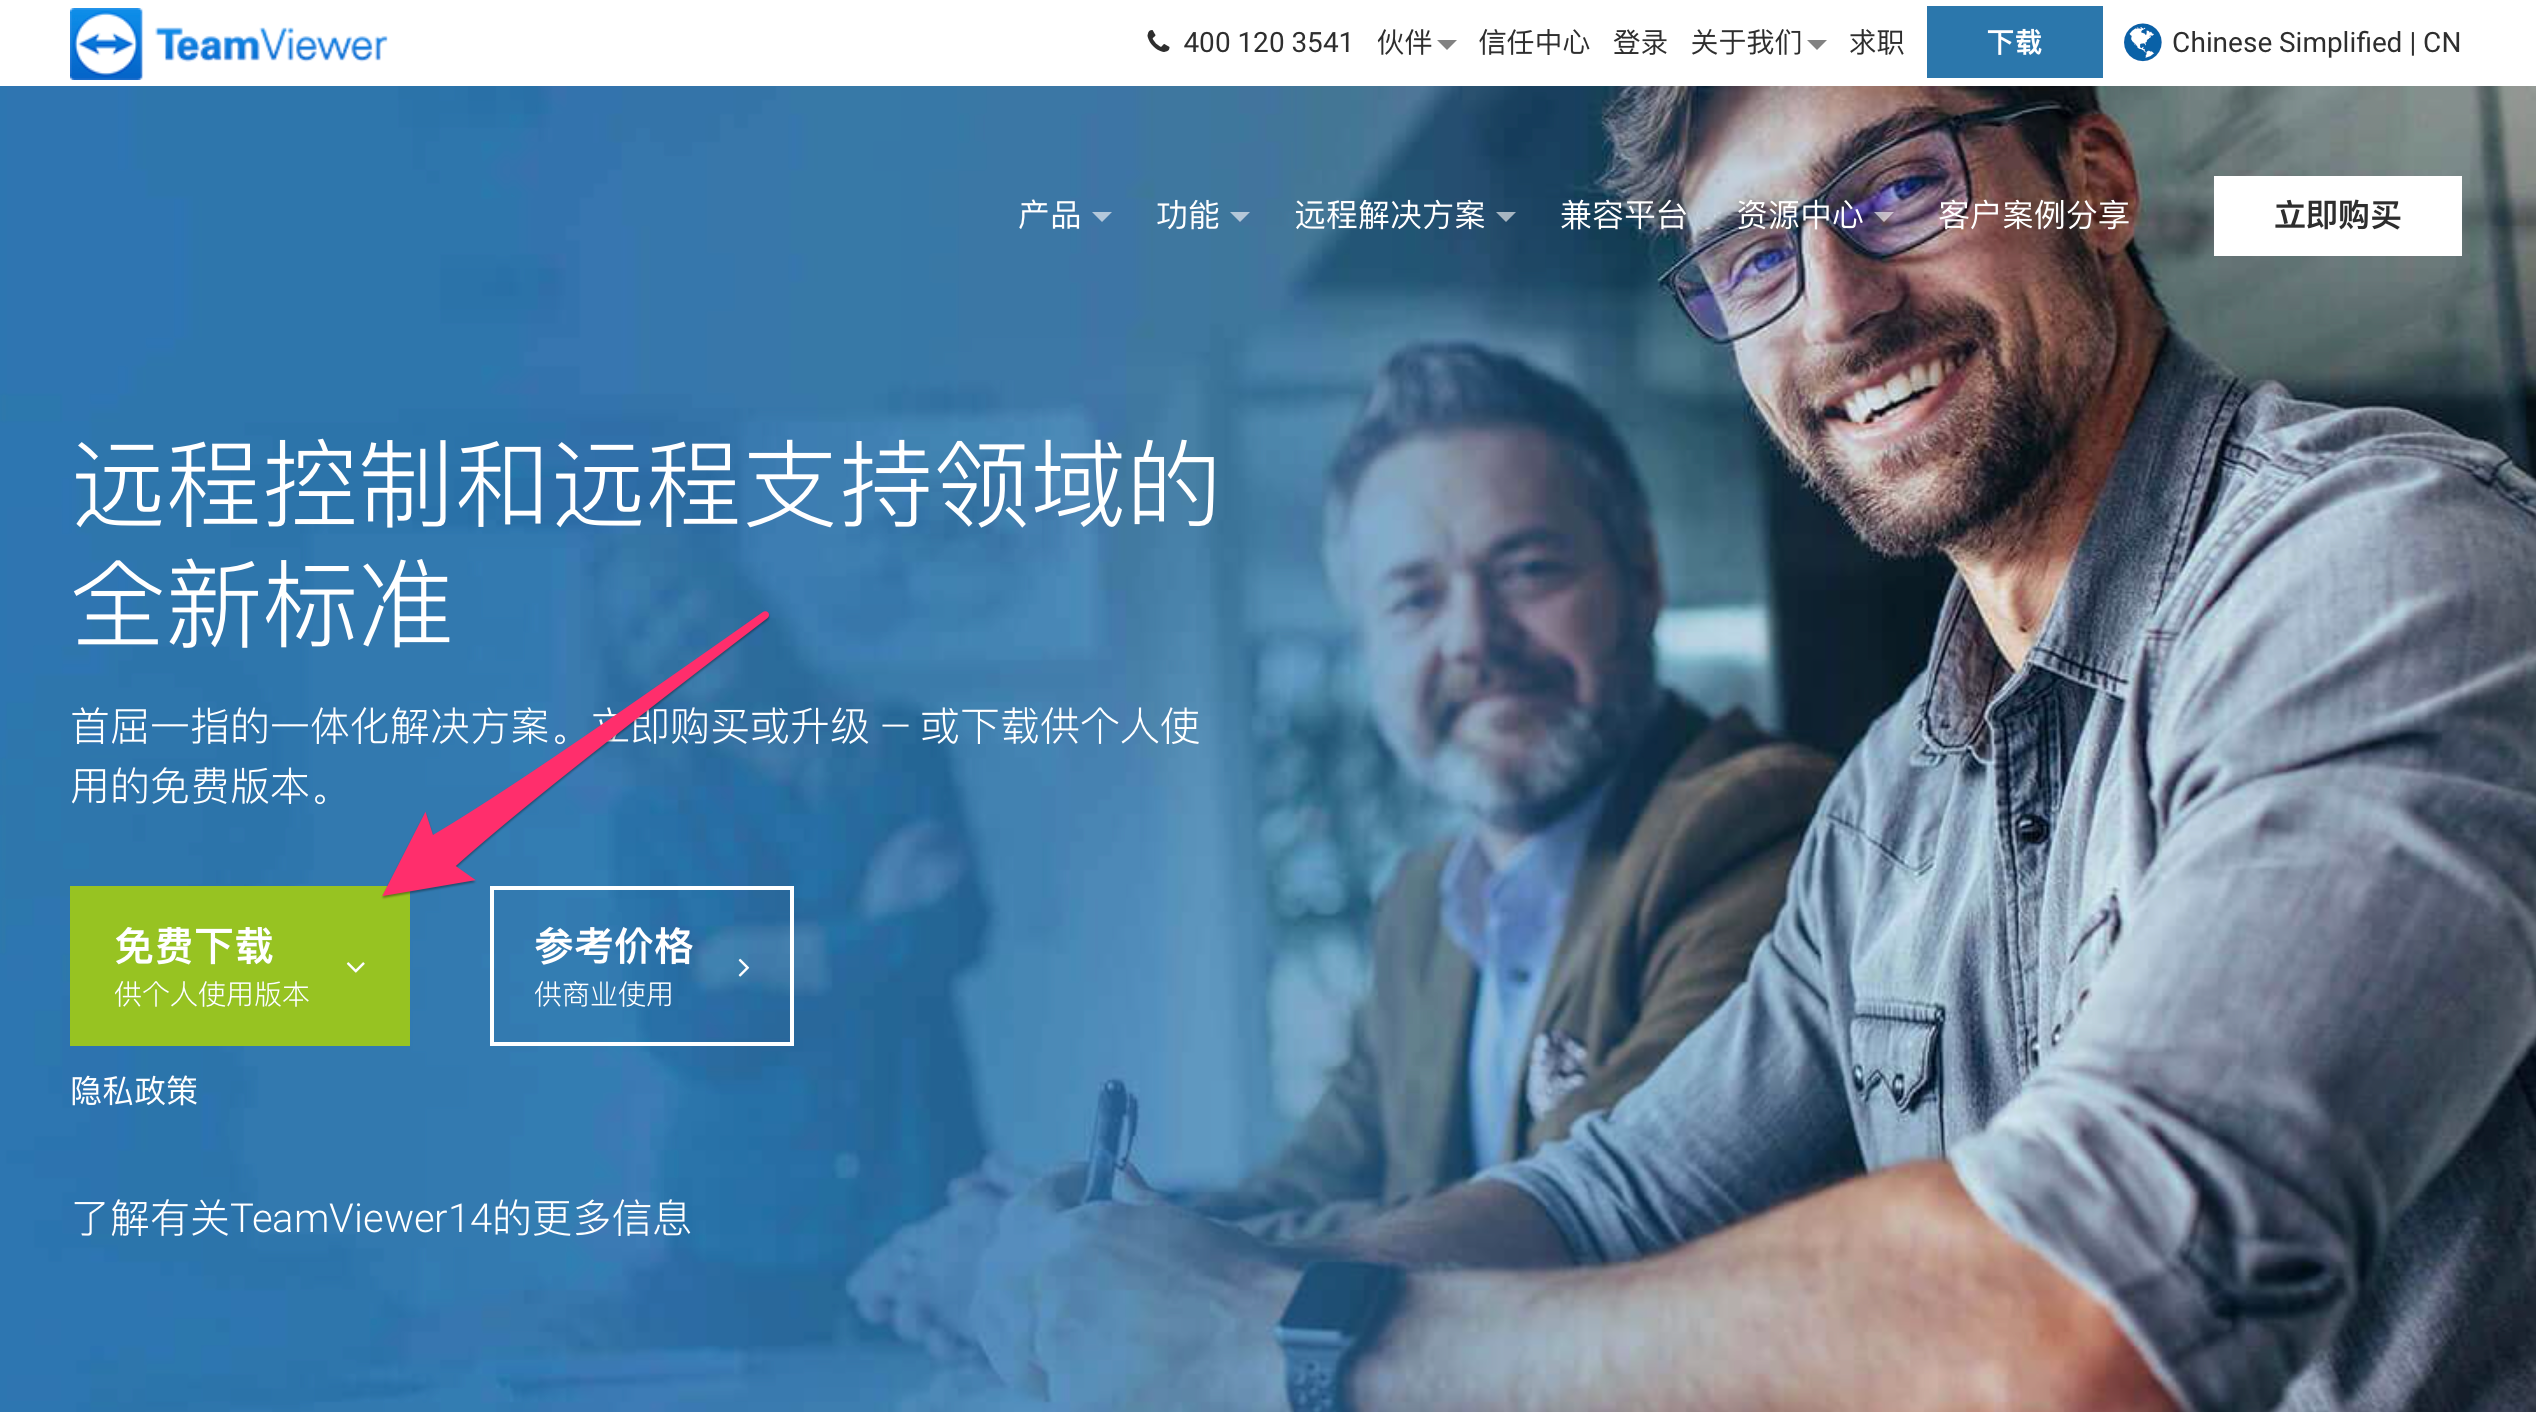 TeamViewer
400 120 3541 伙伴 信任中心 登录 关于我们 求职 下载 Chinese Simplified | CN
产品 功能 远程解决方案 兼容平台 资源中心 客户案例分享 立即购买
远程控制和远程支持领域的
全新标准
首屈一指的一体化解决方案。立即购买或升级 – 或下载供个人使
用的免费版本。
免费下载
供个人使用版本
参考价格
供商业使用
隐私政策
了解有关TeamViewer14的更多信息